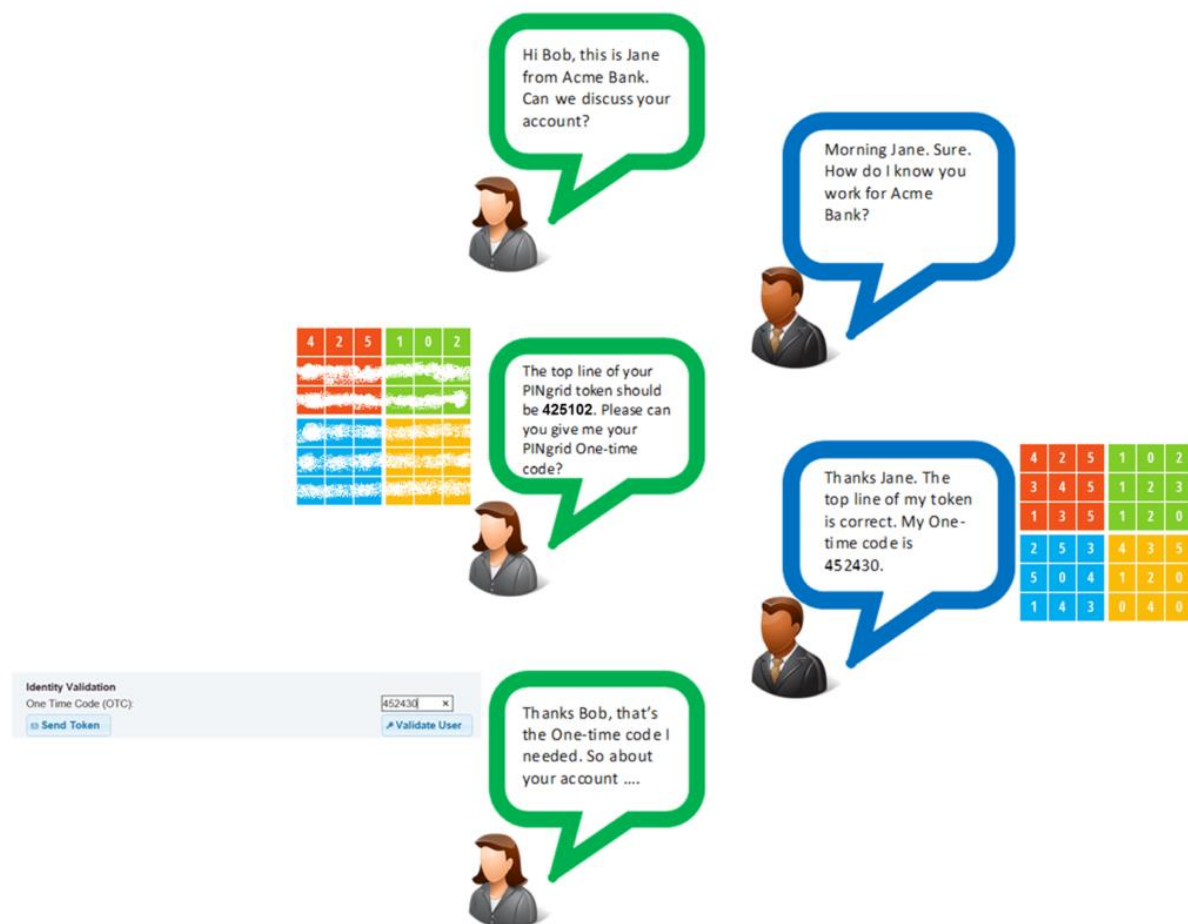 Hi Bob, this is Jane
from Acme Bank.
Can we discuss your
account?
Morning Jane. Sure.
How do I know you
work for Acme
Bank?
4 2 5 1 0 2
The top line of your
PINgrid token should
be 425102. Please can
you give me your
PINgrid One-time
code?
Thanks Jane. The
top line of my token
is correct. My One-
time code is
452430.
4 2 5 1 0 2
3 4 5 1 2 3
1 3 5 1 2 0
2 5 3 4 3 5
5 0 4 1 2 0
1 4 3 0 4 0
Identity Validation
One Time Code (OTC): 452430 ×
Send Token Validate User
Thanks Bob, that's
the One-time code I
needed. So about
your account ....